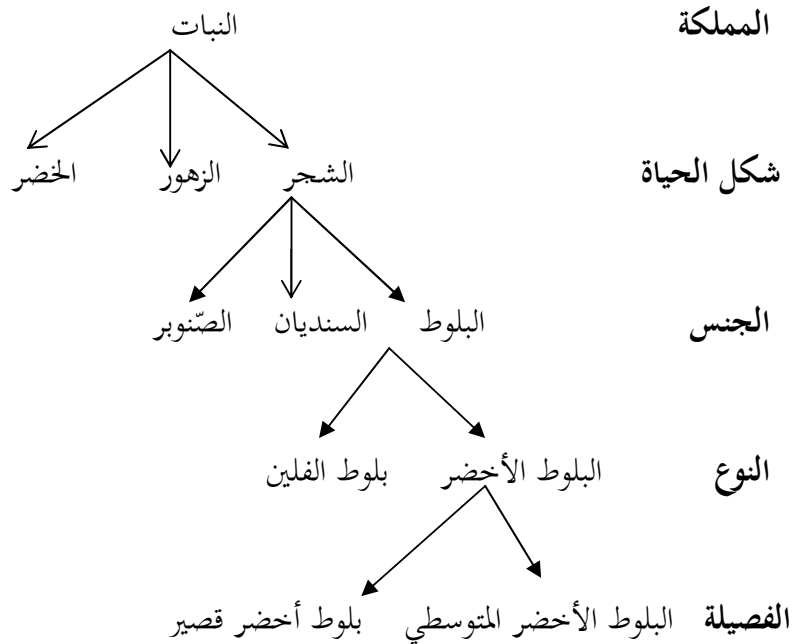 المملكة النبات
شكل الحياة الشجر الزهور الخضر
الجنس البلوط السنديان الصّنوبر
النوع البلوط الأخضر بلوط الفلين
الفصيلة البلوط الأخضر المتوسطي بلوط أخضر قصير